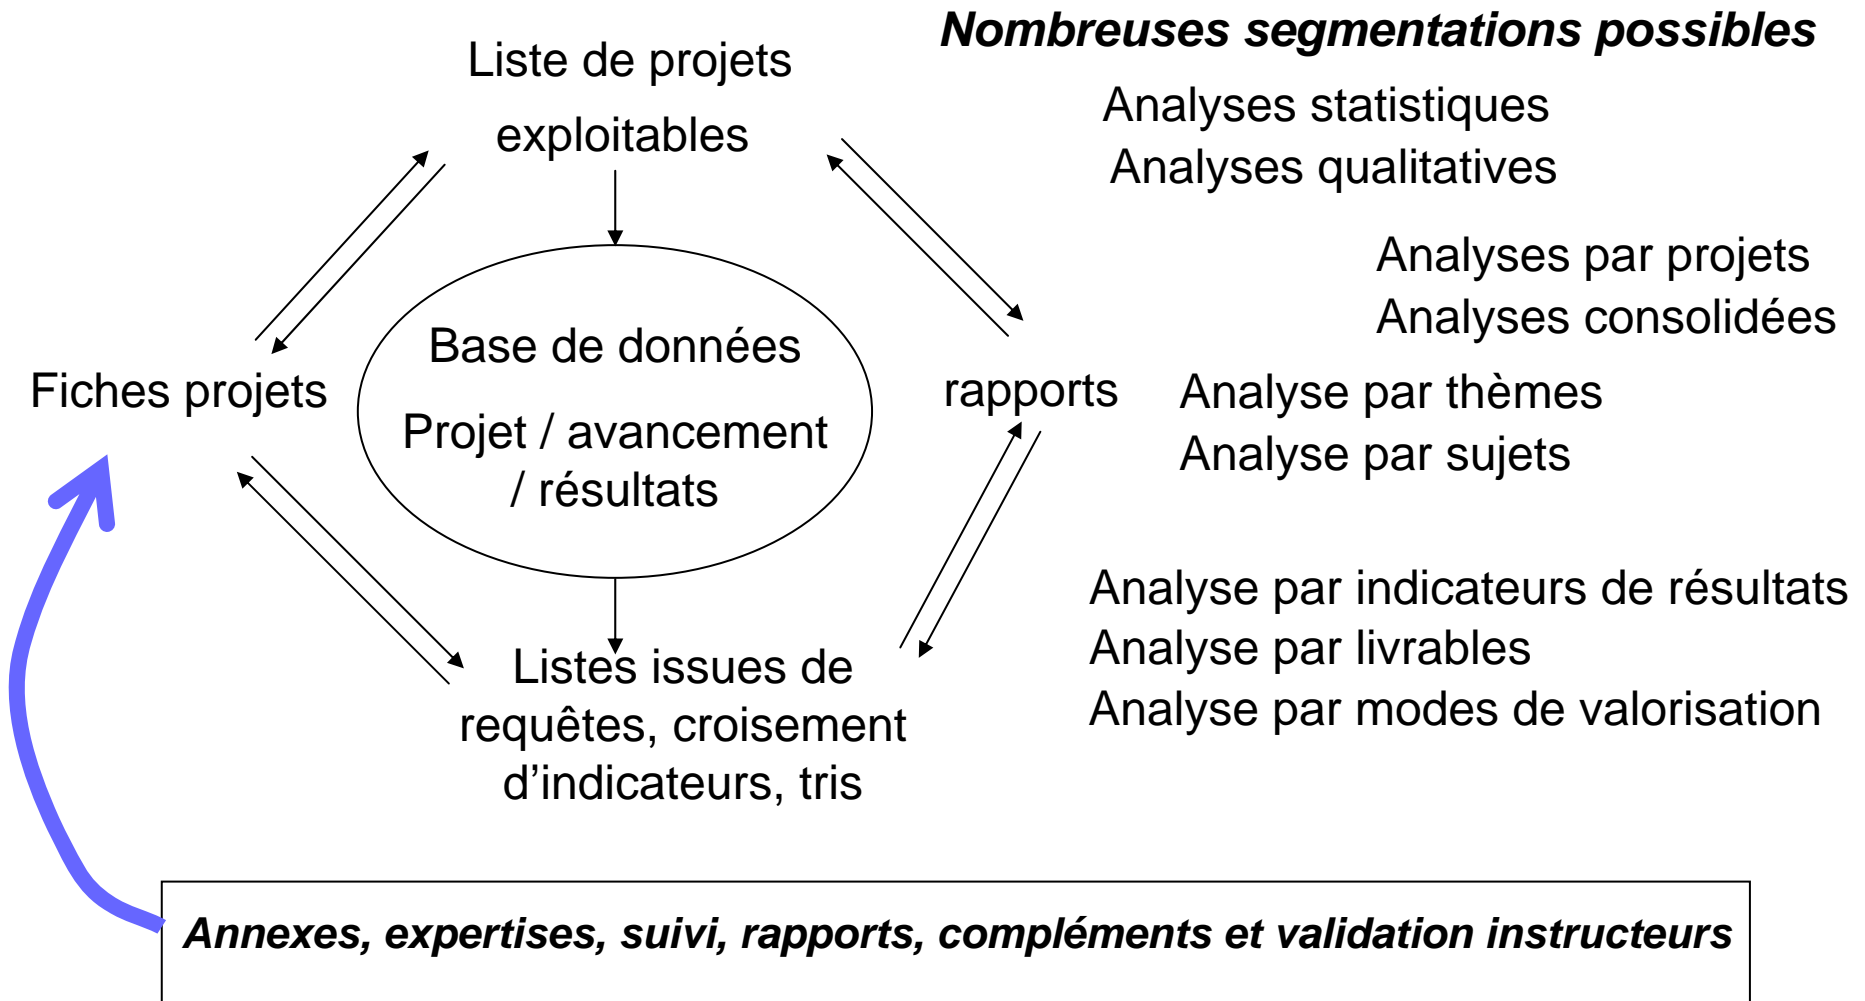 Nombreuses segmentations possibles
Liste de projets
exploitables
Analyses statistiques
Analyses qualitatives
Analyses par projets
Analyses consolidées
Base de données
Projet / avancement
/ résultats
Fiches projets
rapports
Analyse par thèmes
Analyse par sujets
Analyse par indicateurs de résultats
Analyse par livrables
Analyse par modes de valorisation
Listes issues de
requêtes, croisement
d’indicateurs, tris
Annexes, expertises, suivi, rapports, compléments et validation instructeurs